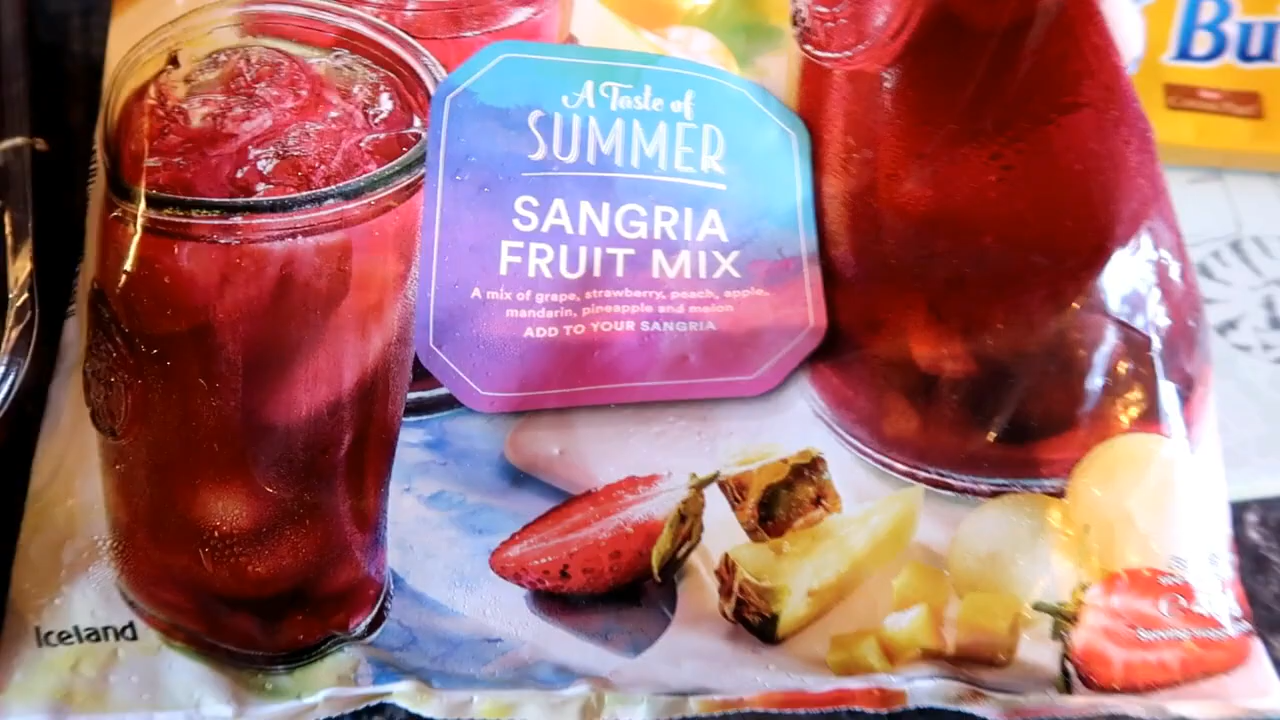 Bu
A Taste of
SUMMER
SANGRIA
FRUIT MIX
A mix of grape, strawberry, peach, apple,
mandarin, pineapple and melon
ADD TO YOUR SANGRIA
Iceland